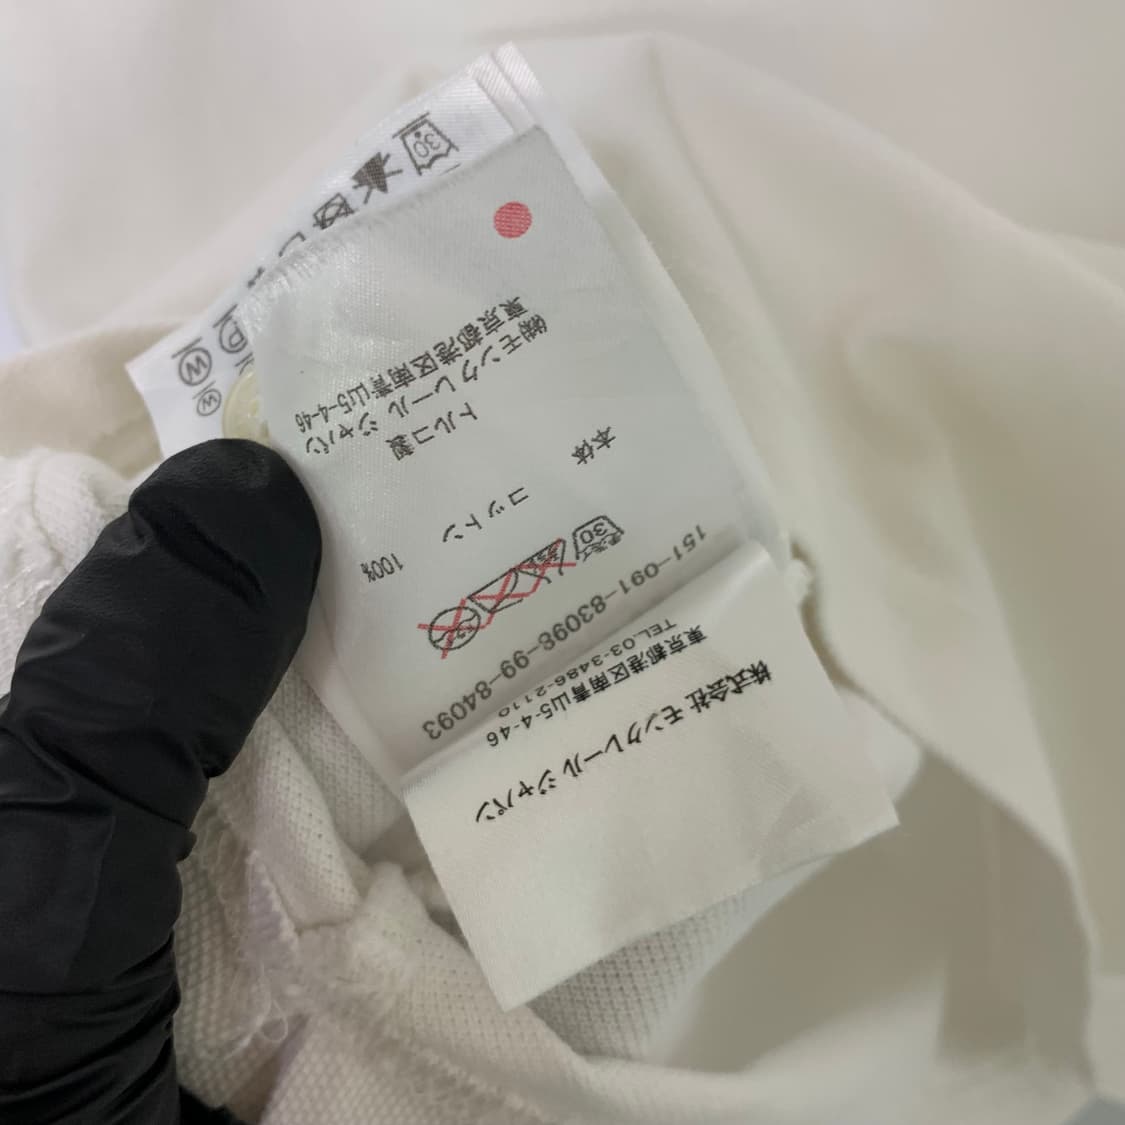 株式会社 モンクレール ジャパン
東京都港区南青山5-4-46
TEL.03-3486-2110
151-091-83098-99-84093
30
本体 コットン 100%
トルコ製
㈱モンクレール ジャパン
東京都港区南青山5-4-46
30
W
W